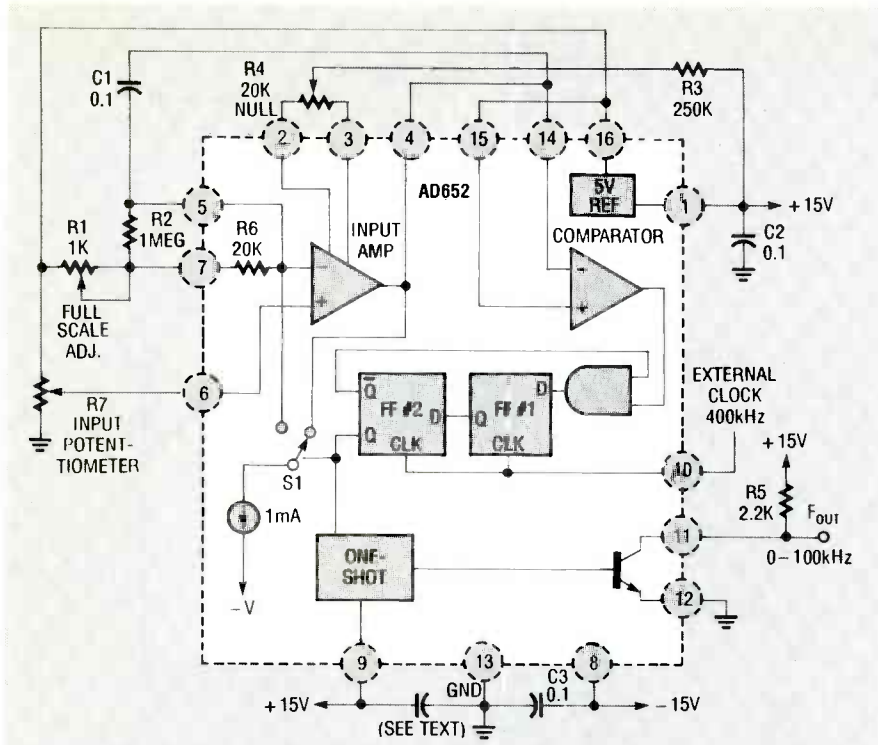 C1
0.1
R4
20K
NULL
R3
250K
2
3
4
15
14
16
AD652
5V
REF
1
+15V
C2
0.1
5
R2
1MEG
R1
1K
7
R6
20K
INPUT
AMP
-
+
COMPARATOR
-
+
FULL
SCALE
ADJ.
6
R7
INPUT
POTEN-
TIOMETER
Q̅
FF #2
D
Q
CLK
Q
FF #1
D
CLK
EXTERNAL
CLOCK
400kHz
10
S1
1mA
-V
ONE-
SHOT
+15V
R5
2.2K
FOUT
11
0-100kHz
12
9
13
GND
C3
0.1
8
+15V
(SEE TEXT)
-15V